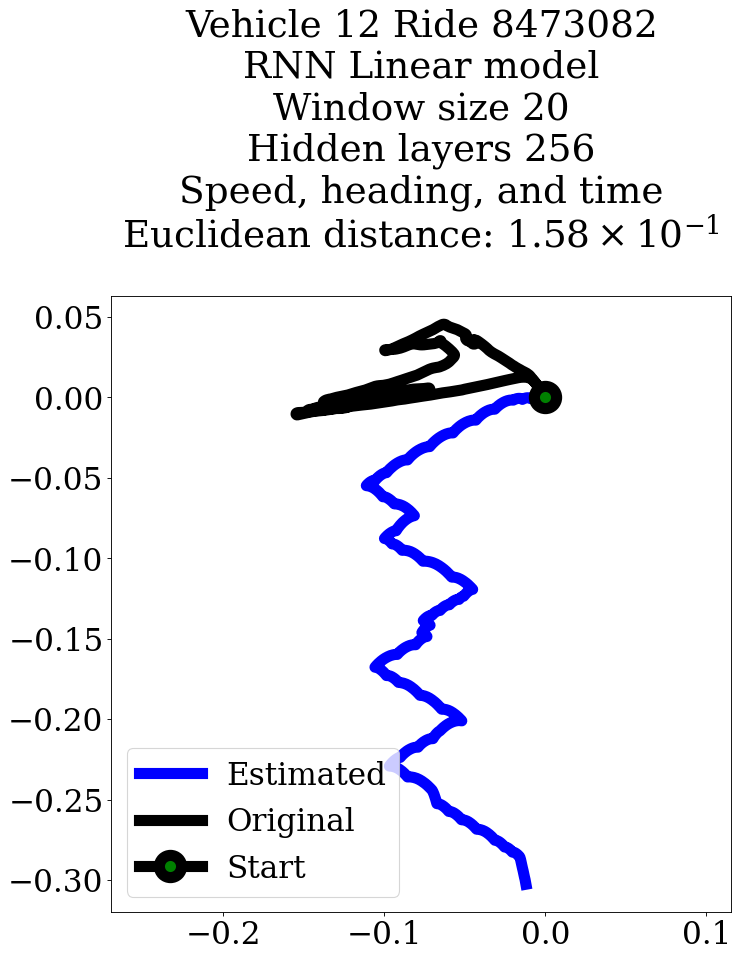 Vehicle 12 Ride 8473082
RNN Linear model
Window size 20
Hidden layers 256
Speed, heading, and time
Euclidean distance: 1.58 × 10⁻¹
0.05
0.00
−0.05
−0.10
−0.15
−0.20
−0.25
−0.30
Estimated
Original
Start
−0.2
−0.1
0.0
0.1